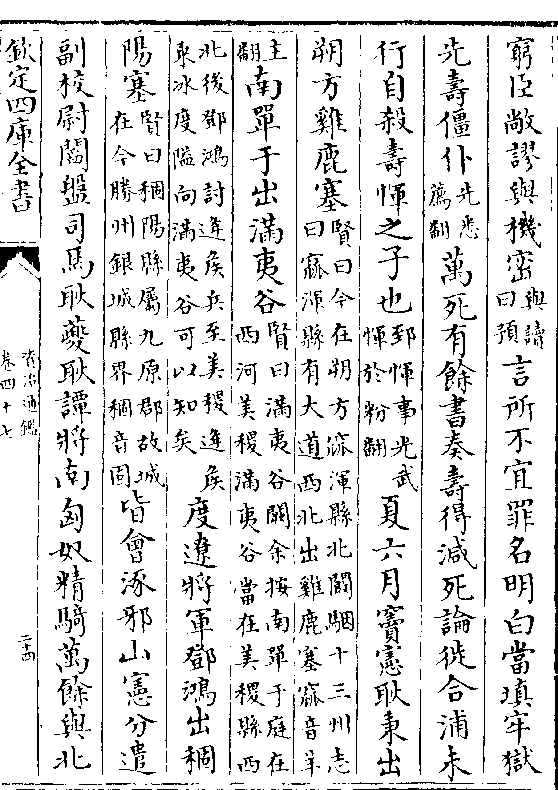 窮臣敞謬與機密與讀曰預言所不宜罪名明白當填牢獄
先壽僵仆先悉薦翻萬死有餘書奏壽得減死論徙合浦未
行自殺壽惲之子也郅惲事光武惲於粉翻夏六月竇憲耿秉出
朔方雞鹿塞賢曰今在朔方窳渾縣北闞駰十三州志曰窳渾縣有大道西北出雞鹿塞窳音羊
主翻南單于出滿夷谷賢曰滿夷谷闕余按南單于庭在西河美稷滿夷谷當在美稷縣西
北後鄧鴻討逢侯兵至美稷逢侯乘冰度隘向滿夷谷可以知矣度遼將軍鄧鴻出稒
陽塞賢曰稒陽縣屬九原郡故城在今勝州銀城縣界稒音固皆會涿邪山憲分遣
副校尉閻盤司馬耿夔耿譚將南匈奴精騎萬餘與北
欽定四庫全書
資治通鑑
卷四十七
二十四